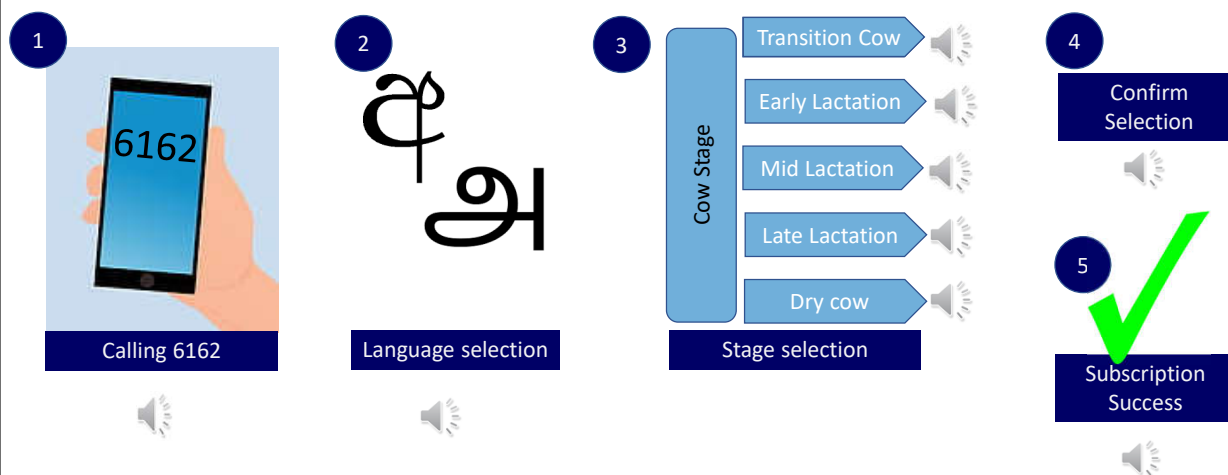 1
6162
Calling 6162
2
අ
அ
Language selection
3
Cow Stage
Transition Cow
Early Lactation
Mid Lactation
Late Lactation
Dry cow
Stage selection
4
Confirm
Selection
5
Subscription
Success